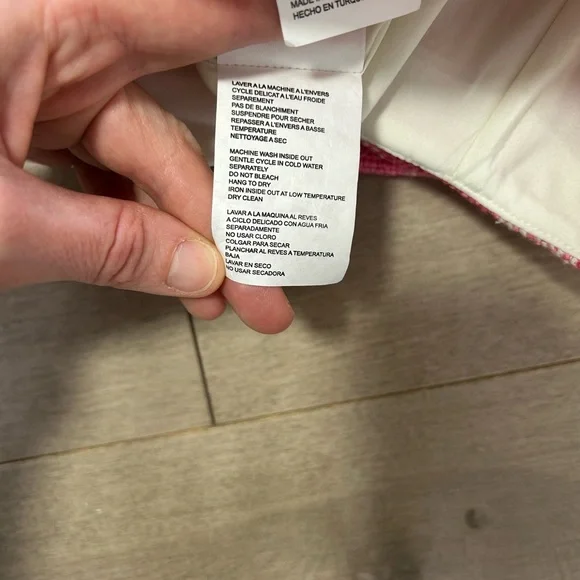 MADE
HECHO EN TURQU
LAVER A LA MACHINE A L'ENVERS
CYCLE DELICAT A L'EAU FROIDE
SEPAREMENT
PAS DE BLANCHIMENT
SUSPENDRE POUR SECHER
REPASSER A L'ENVERS A BASSE
TEMPERATURE
NETTOYAGE A SEC
MACHINE WASH INSIDE OUT
GENTLE CYCLE IN COLD WATER
SEPARATELY
DO NOT BLEACH
HANG TO DRY
IRON INSIDE OUT AT LOW TEMPERATURE
DRY CLEAN
LAVAR A LA MAQUINA AL REVES
A CICLO DELICADO CON AGUA FRIA
SEPARADAMENTE
NO USAR CLORO
COLGAR PARA SECAR
PLANCHAR AL REVES A TEMPERATURA
BAJA
LAVAR EN SECO
NO USAR SECADORA